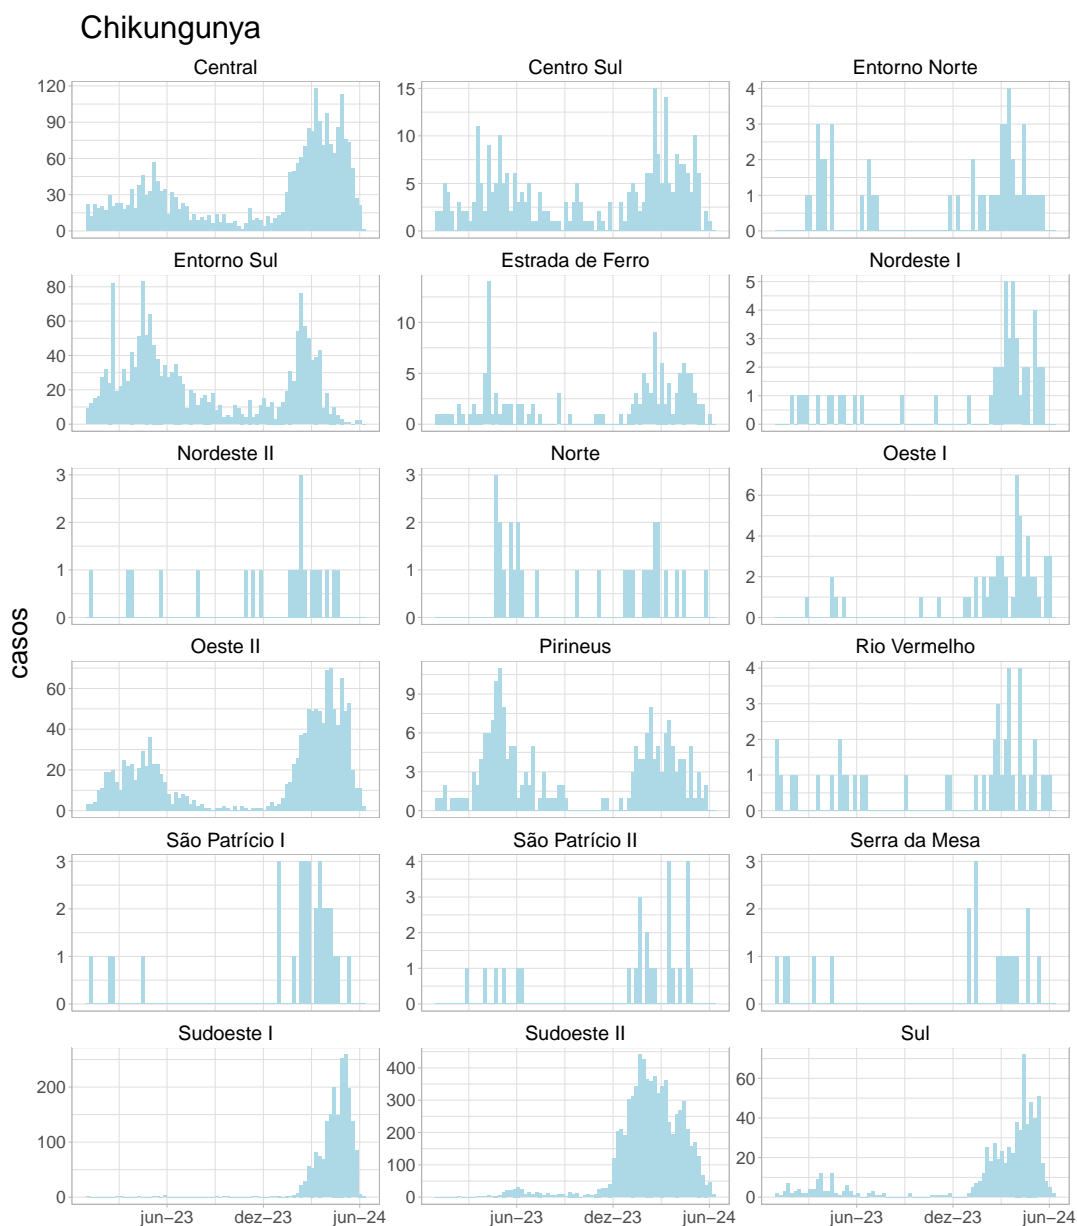 Chikungunya
Central Centro Sul Entorno Norte
120 90 60 30 0
15 10 5 0
4 3 2 1 0
Entorno Sul Estrada de Ferro Nordeste I
80 60 40 20 0
10 5 0
5 4 3 2 1 0
Nordeste II Norte Oeste I
3 2 1 0
3 2 1 0
6 4 2 0
casos
Oeste II Pirineus Rio Vermelho
60 40 20 0
9 6 3 0
4 3 2 1 0
São Patrício I São Patrício II Serra da Mesa
3 2 1 0
4 3 2 1 0
3 2 1 0
Sudoeste I Sudoeste II Sul
200 100 0
400 300 200 100 0
60 40 20 0
jun–23 dez–23 jun–24 jun–23 dez–23 jun–24 jun–23 dez–23 jun–24